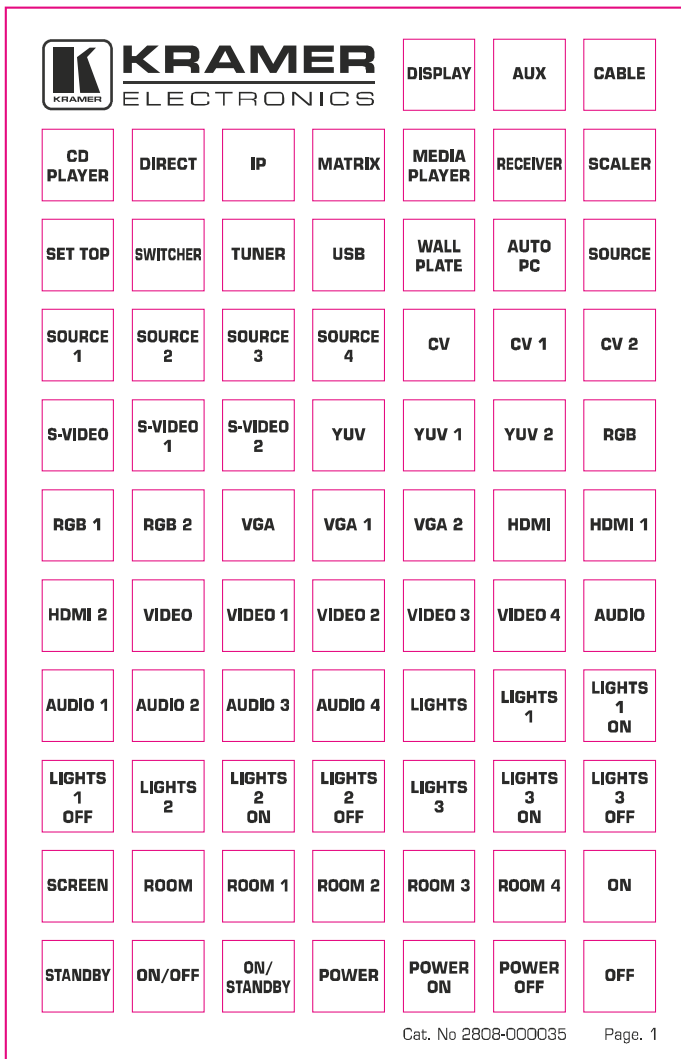 KRAMER
KRAMER
ELECTRONICS
DISPLAY
AUX
CABLE
CD
PLAYER
DIRECT
IP
MATRIX
MEDIA
PLAYER
RECEIVER
SCALER
SET TOP
SWITCHER
TUNER
USB
WALL
PLATE
AUTO
PC
SOURCE
SOURCE
1
SOURCE
2
SOURCE
3
SOURCE
4
CV
CV 1
CV 2
S-VIDEO
S-VIDEO
1
S-VIDEO
2
YUV
YUV 1
YUV 2
RGB
RGB 1
RGB 2
VGA
VGA 1
VGA 2
HDMI
HDMI 1
HDMI 2
VIDEO
VIDEO 1
VIDEO 2
VIDEO 3
VIDEO 4
AUDIO
AUDIO 1
AUDIO 2
AUDIO 3
AUDIO 4
LIGHTS
LIGHTS
1
LIGHTS
1
ON
LIGHTS
1
OFF
LIGHTS
2
LIGHTS
2
ON
LIGHTS
2
OFF
LIGHTS
3
LIGHTS
3
ON
LIGHTS
3
OFF
SCREEN
ROOM
ROOM 1
ROOM 2
ROOM 3
ROOM 4
ON
STANDBY
ON/OFF
ON/
STANDBY
POWER
POWER
ON
POWER
OFF
OFF
Cat. No 2808-000035 Page. 1